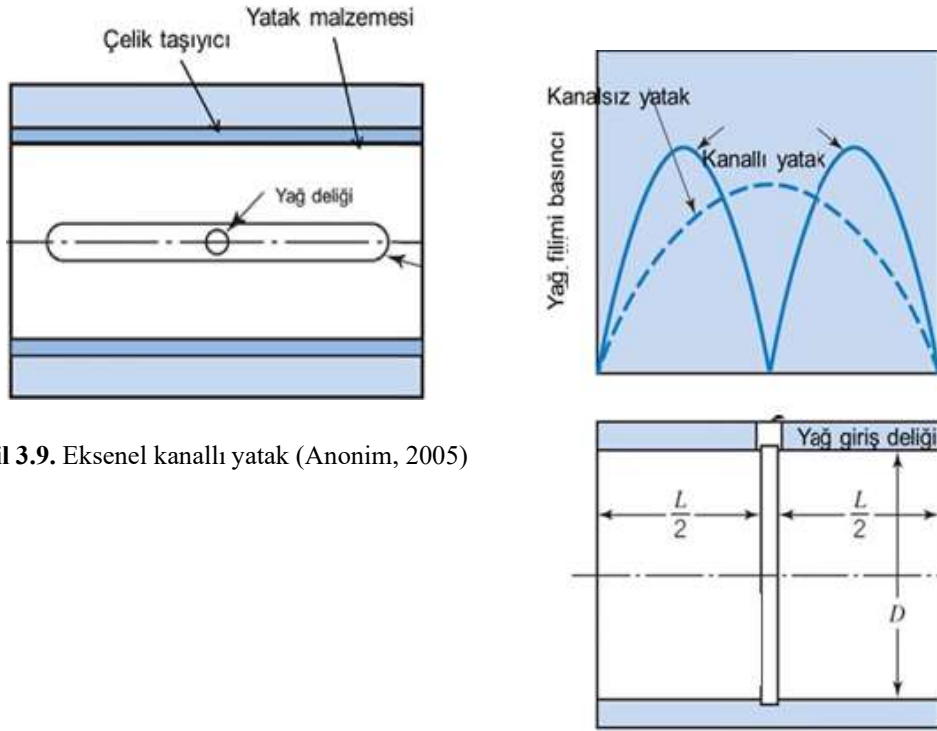 Yatak malzemesi
Çelik taşıyıcı
Yağ deliği
il 3.9. Eksenel kanallı yatak (Anonim, 2005)
Kanalsız yatak
Kanallı yatak
Yağ filimi basıncı
Yağ giriş deliği
L
2
L
2
D